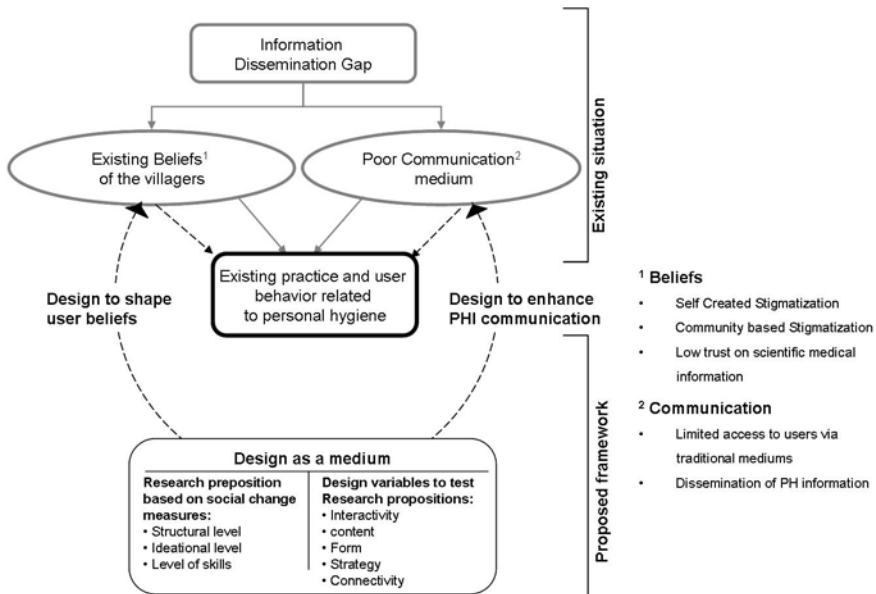 Information
Dissemination Gap
Existing Beliefs¹
of the villagers
Poor Communication²
medium
Existing situation
Existing practice and user
behavior related
to personal hygiene
Design to shape
user beliefs
Design to enhance
PHI communication
Proposed framework
Design as a medium
Research preposition
based on social change
measures:
• Structural level
• Ideational level
• Level of skills
Design variables to test
Research propositions:
• Interactivity
• content
• Form
• Strategy
• Connectivity
¹ Beliefs
• Self Created Stigmatization
• Community based Stigmatization
• Low trust on scientific medical
information
² Communication
• Limited access to users via
traditional mediums
• Dissemination of PH information